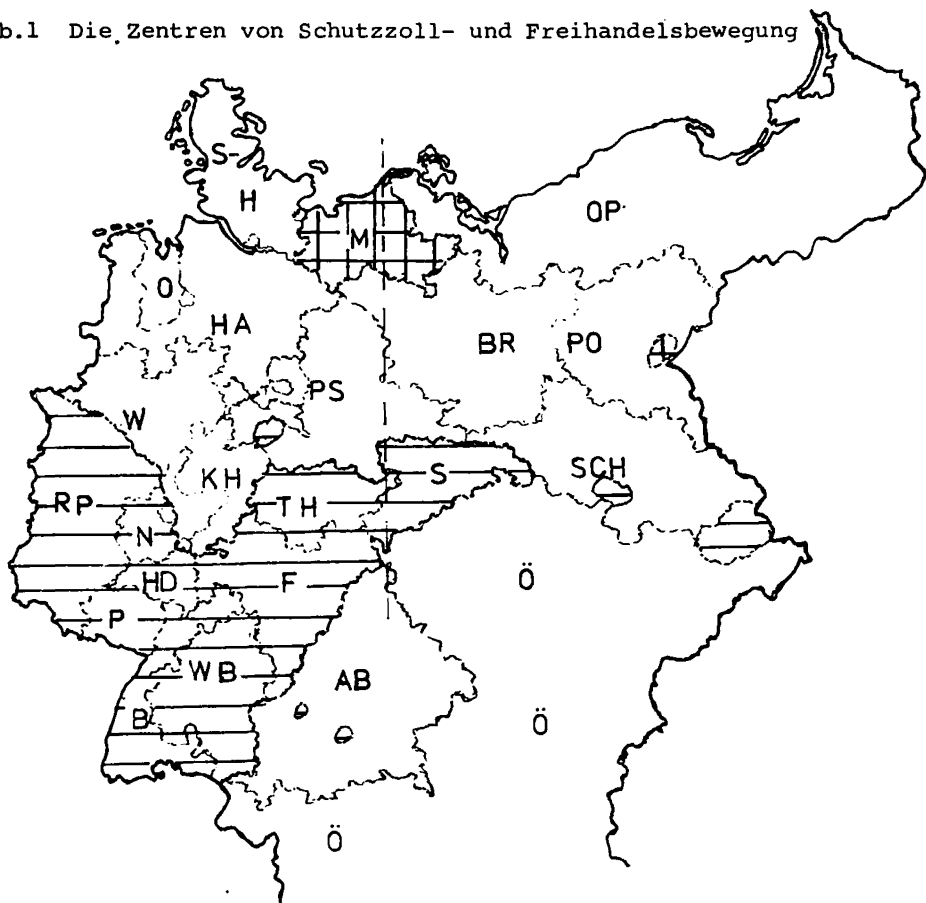 b.1 Die Zentren von Schutzzoll- und Freihandelsbewegung
S-
H
OP
M
O
HA
BR
PO
PS
W
KH
S
SCH
RP
TH
N
HD
F
Ö
P
WB
AB
B
Ö
Ö